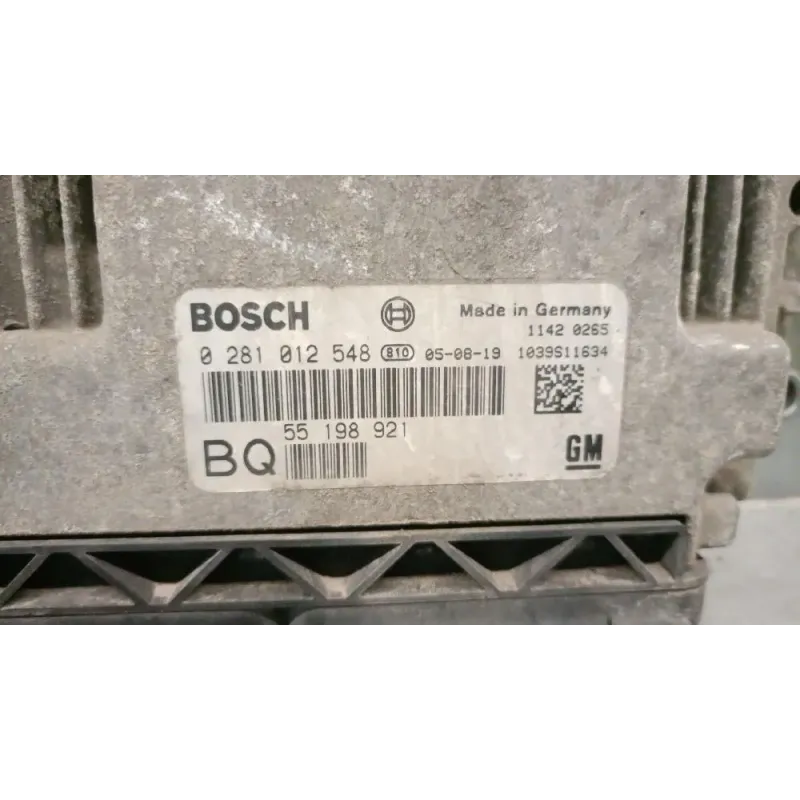 BOSCH Made in Germany
1142 0265
0 281 012 548 810 05-08-19 1039S11634
55 198 921
BQ GM